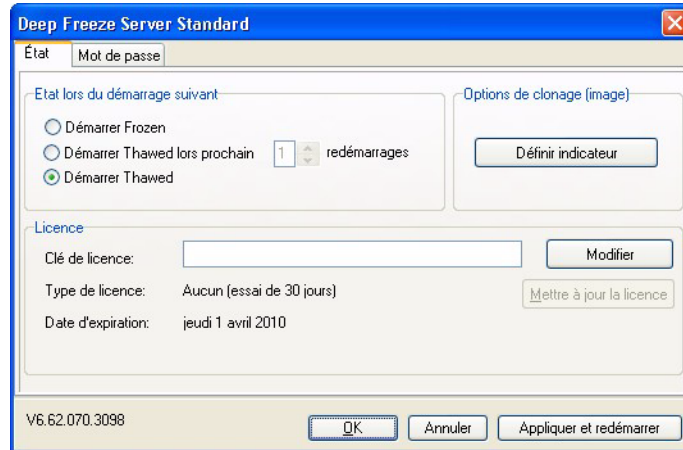 Deep Freeze Server Standard
État Mot de passe
Etat lors du démarrage suivant Options de clonage (image)
Démarrer Frozen
Démarrer Thawed lors prochain 1 redémarrages Définir indicateur
Démarrer Thawed
Licence
Clé de licence: Modifier
Type de licence: Aucun (essai de 30 jours) Mettre à jour la licence
Date d'expiration: jeudi 1 avril 2010
V6.62.070.3098 OK Annuler Appliquer et redémarrer